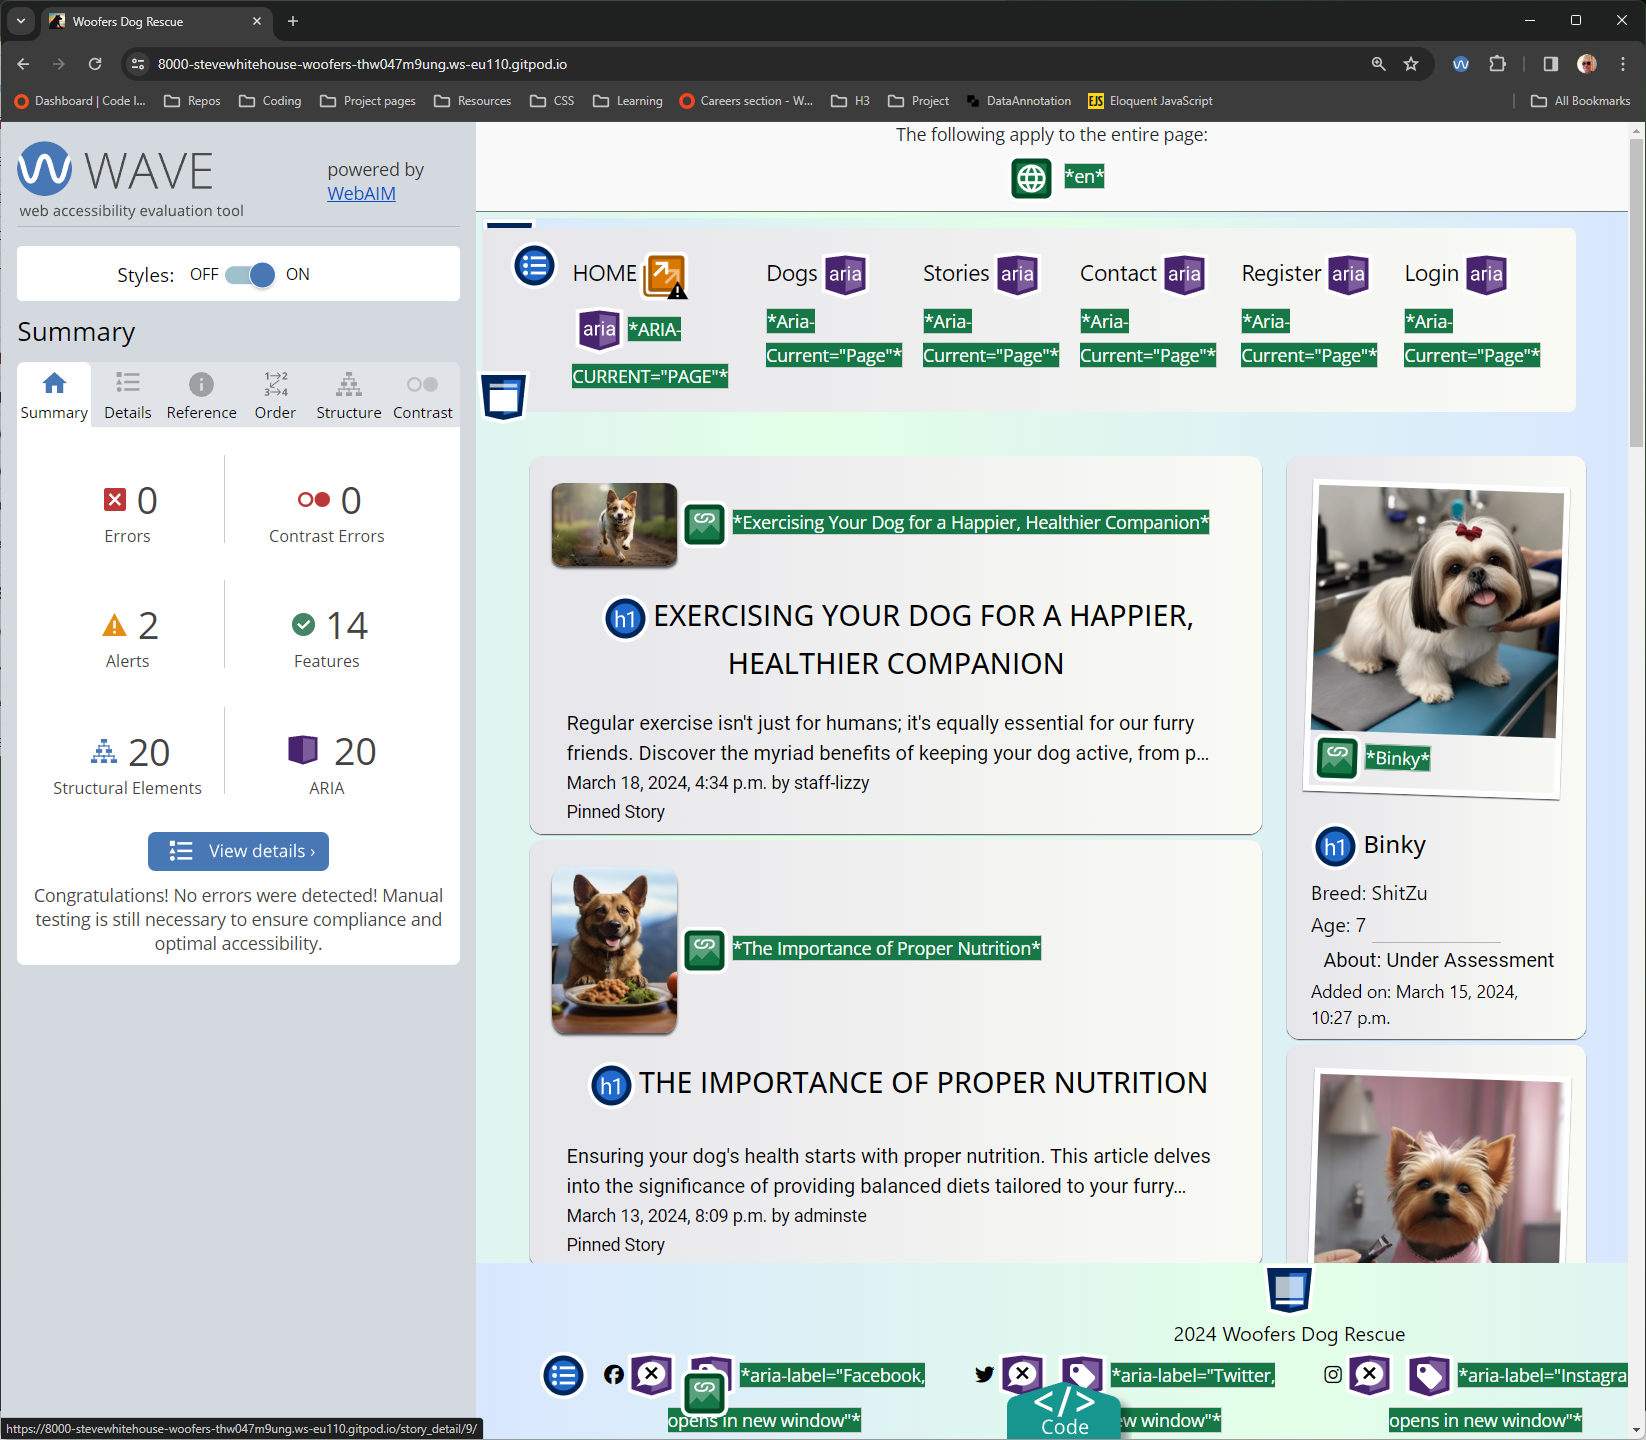 Woofers Dog Rescue
8000-stevewhitehouse-woofers-thw047m9ung.ws-eu110.gitpod.io
Dashboard | Code I... Repos Coding Project pages Resources CSS Learning Careers section - W... H3 Project DataAnnotation EJS Eloquent JavaScript All Bookmarks
WAVE
web accessibility evaluation tool
powered by
WebAIM
Styles: OFF ON
Summary
Summary Details Reference Order Structure Contrast
0 0
Errors Contrast Errors
2 14
Alerts Features
20 20
Structural Elements ARIA
View details ›
Congratulations! No errors were detected! Manual
testing is still necessary to ensure compliance and
optimal accessibility.
The following apply to the entire page:
*en*
HOME Dogs aria Stories aria Contact aria Register aria Login aria
aria *ARIA-
CURRENT="PAGE"*
*Aria-
Current="Page"*
*Aria-
Current="Page"*
*Aria-
Current="Page"*
*Aria-
Current="Page"*
*Aria-
Current="Page"*
*Exercising Your Dog for a Happier, Healthier Companion*
h1 EXERCISING YOUR DOG FOR A HAPPIER,
HEALTHIER COMPANION
Regular exercise isn't just for humans; it's equally essential for our furry
friends. Discover the myriad benefits of keeping your dog active, from p...
March 18, 2024, 4:34 p.m. by staff-lizzy
Pinned Story
*The Importance of Proper Nutrition*
h1 THE IMPORTANCE OF PROPER NUTRITION
Ensuring your dog's health starts with proper nutrition. This article delves
into the significance of providing balanced diets tailored to your furry...
March 13, 2024, 8:09 p.m. by adminste
Pinned Story
*Binky*
h1 Binky
Breed: ShitZu
Age: 7
About: Under Assessment
Added on: March 15, 2024,
10:27 p.m.
2024 Woofers Dog Rescue
*aria-label="Facebook,
opens in new window"*
*aria-label="Twitter,
w window"*
*aria-label="Instagra
opens in new window"*
</> Code
https://8000-stevewhitehouse-woofers-thw047m9ung.ws-eu110.gitpod.io/story_detail/9/